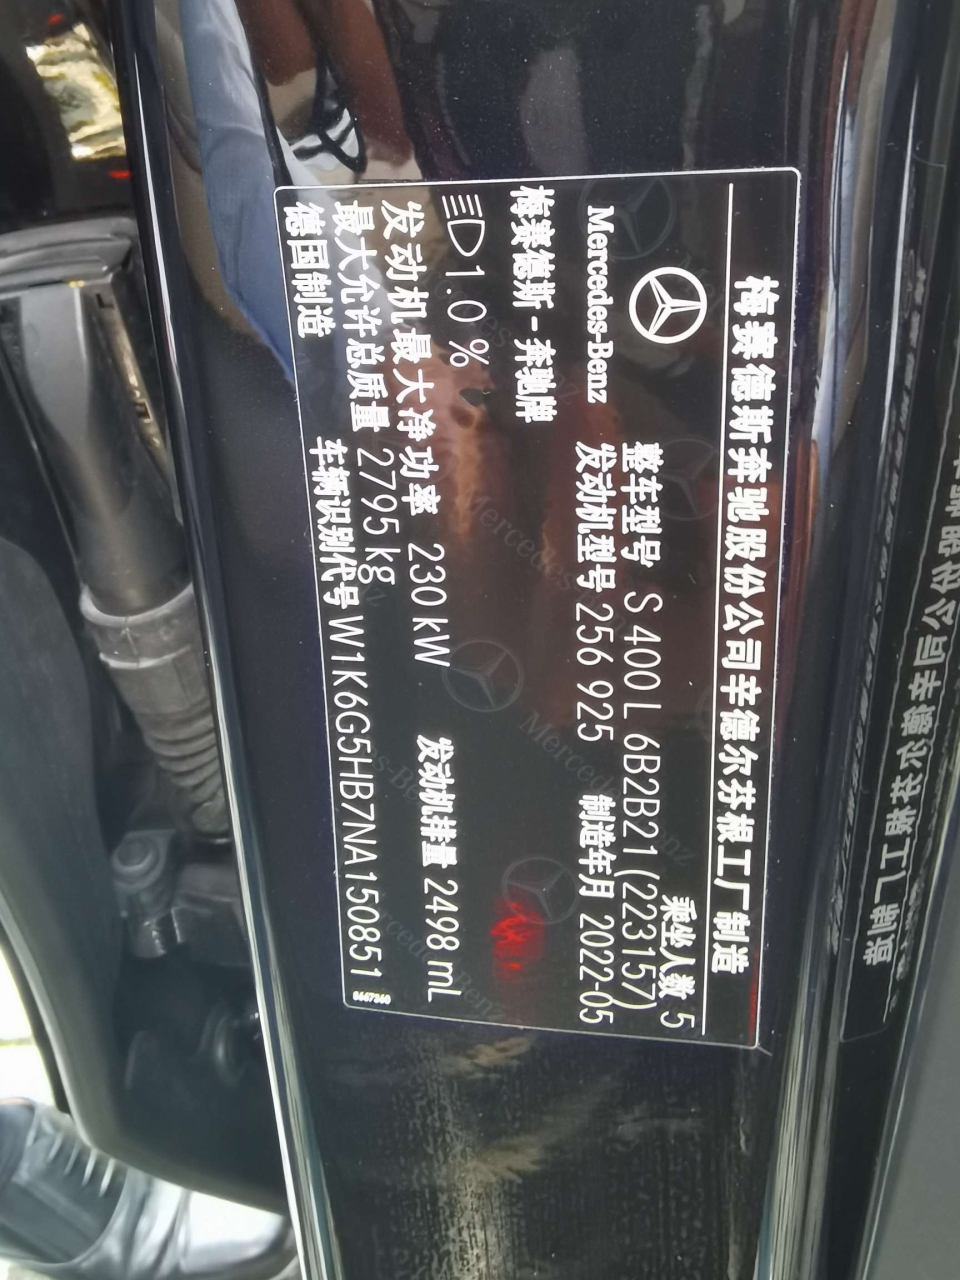 梅赛德斯奔驰股份公司辛德尔芬根工厂制造
乘坐人数 5
Mercedes-Benz
整车型号 S 400 L 6B2B21(223157)
发动机型号 256 925
制造年月 2022-05
梅赛德斯-奔驰牌
1.0 %
发动机最大净功率 230 kW
发动机排量 2498 mL
最大允许总质量 2795 kg
德国制造
车辆识别代号 W1K6G5HB7NA150851